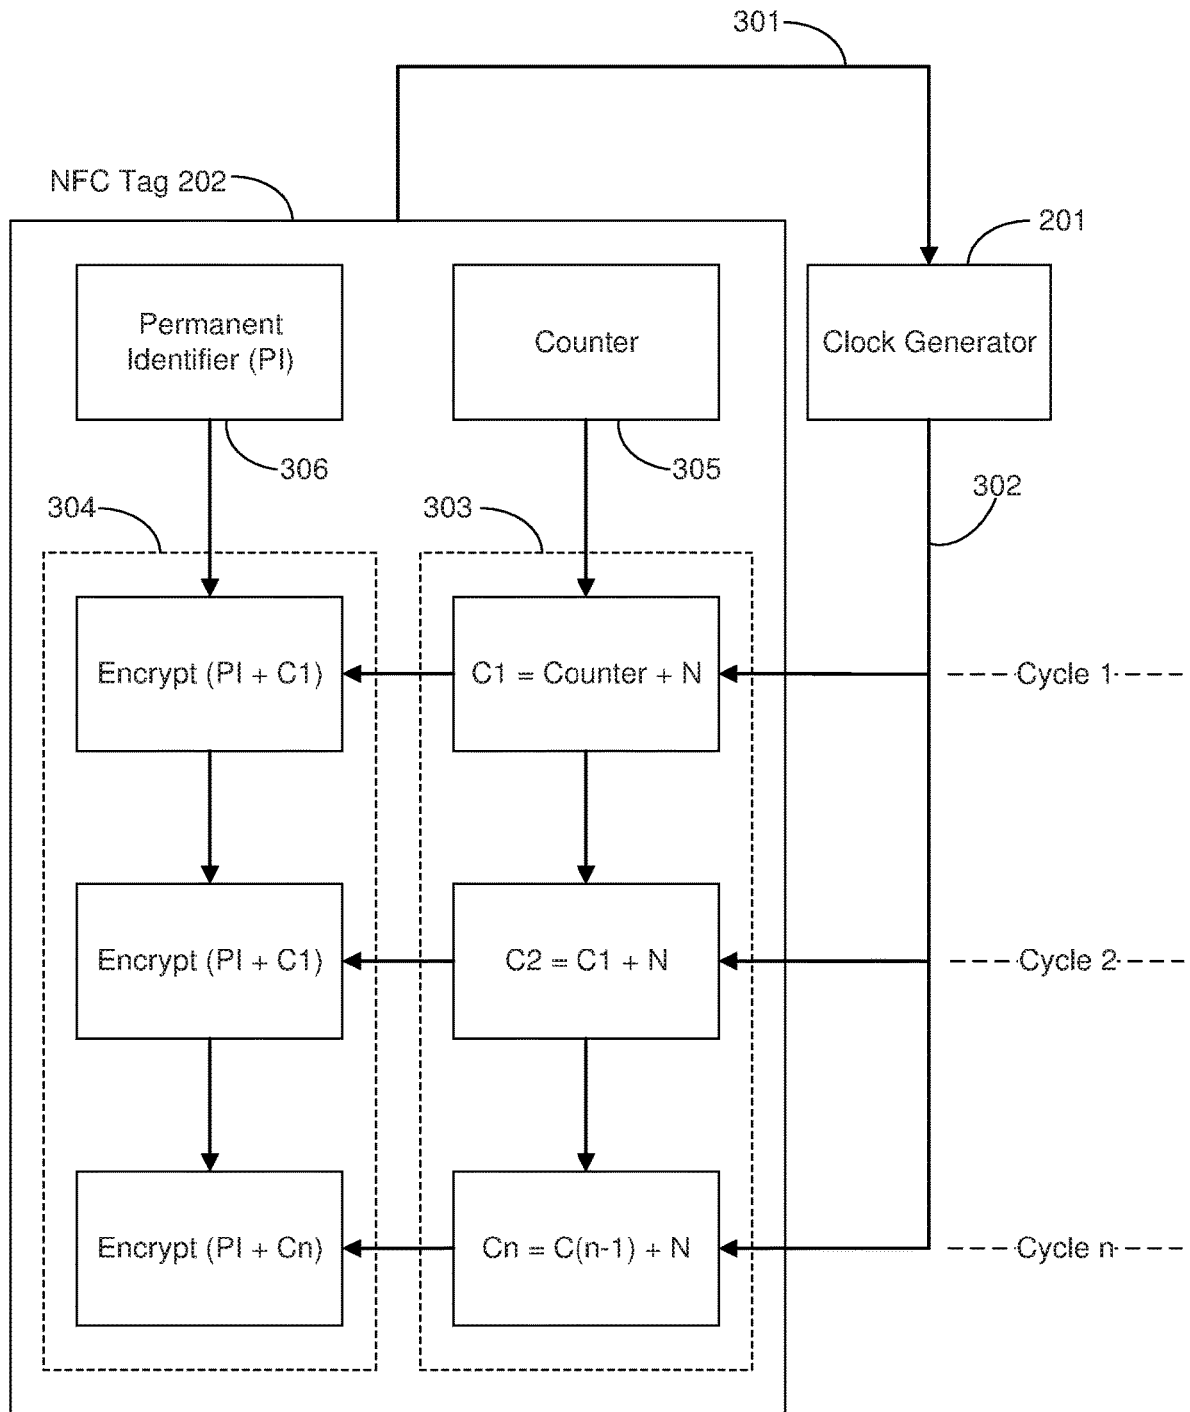 301
NFC Tag 202
201
Permanent
Identifier (PI)
Counter
Clock Generator
306
305
302
304
303
Encrypt (PI + C1)
C1 = Counter + N
Cycle 1
Encrypt (PI + C1)
C2 = C1 + N
Cycle 2
Encrypt (PI + Cn)
Cn = C(n-1) + N
Cycle n